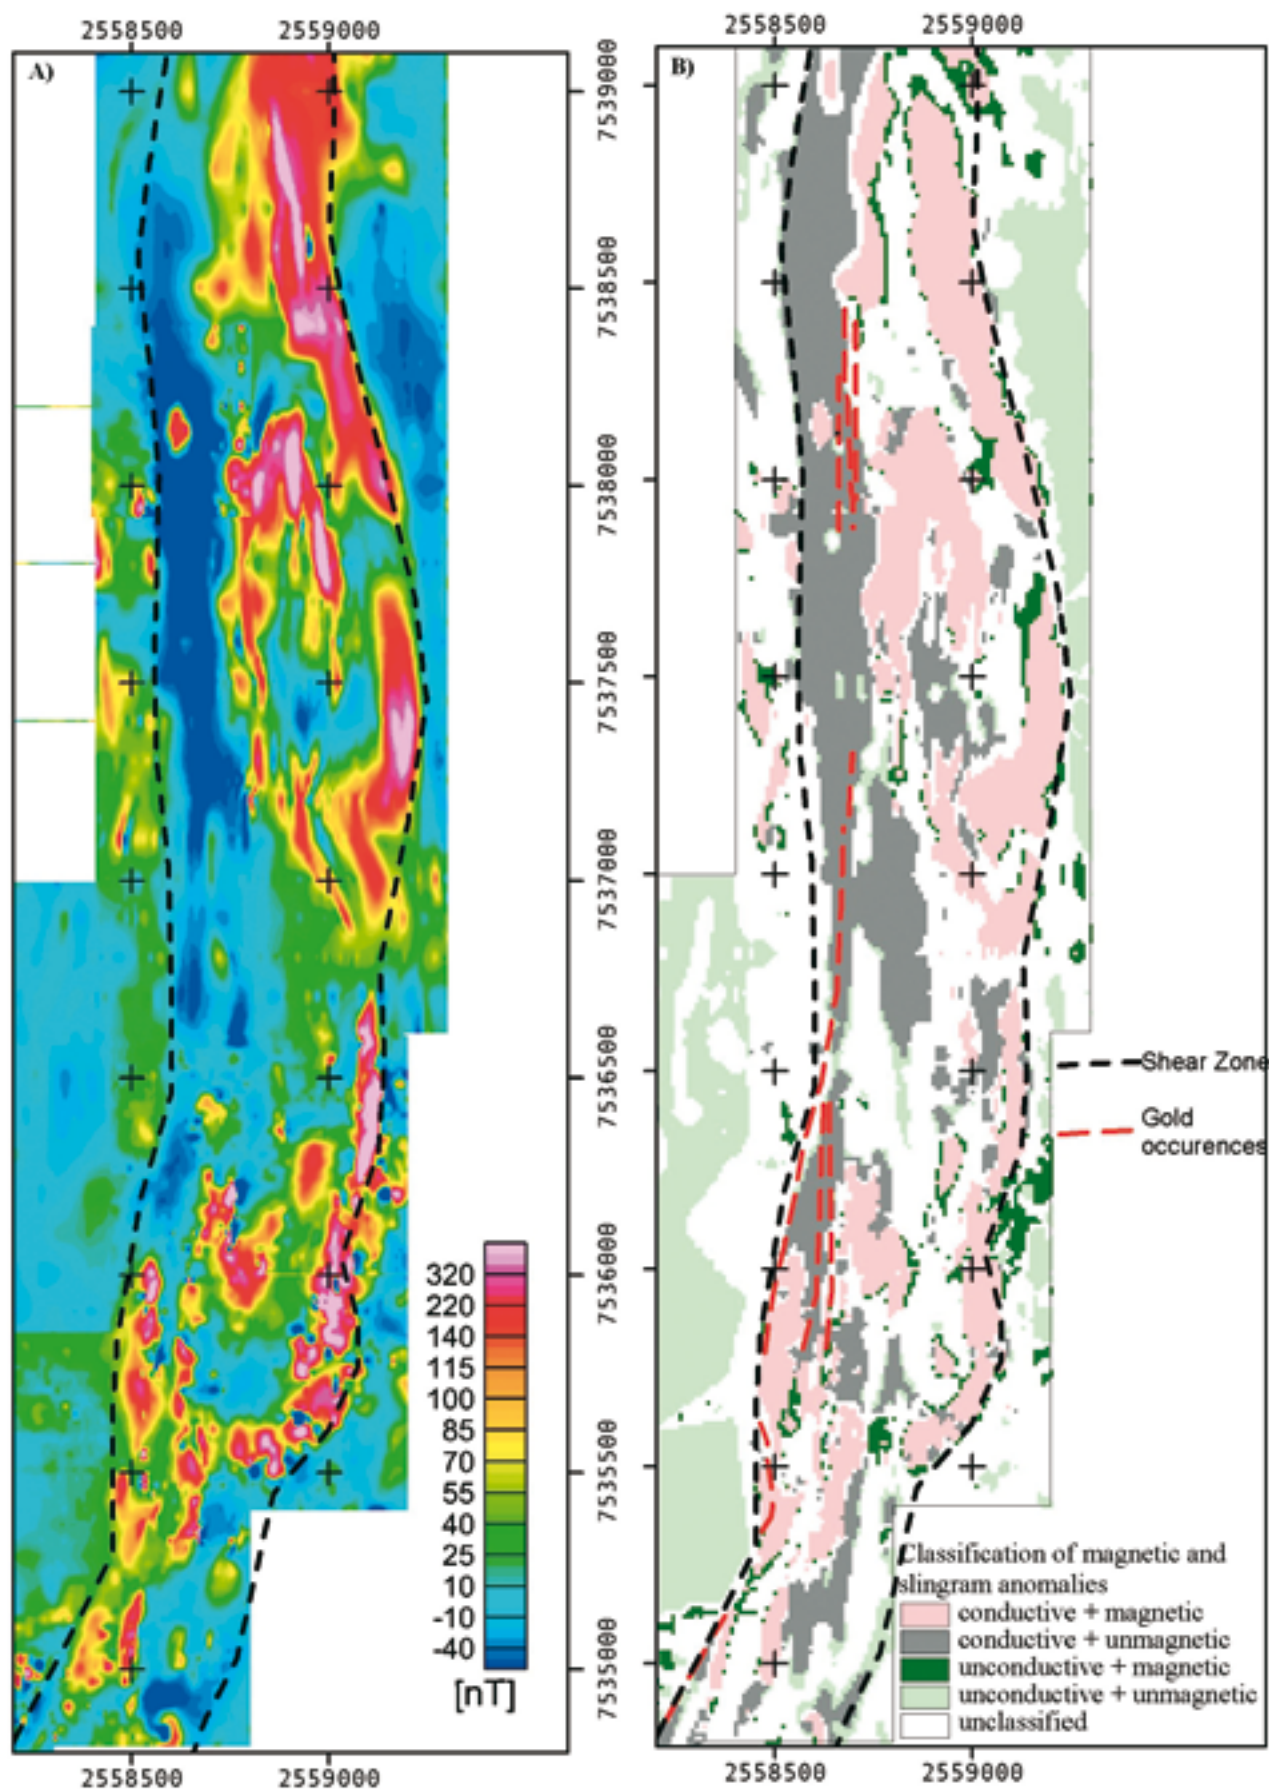 2558500 2559000
2558500 2559000
A)
B)
7539000
7538500
7538000
7537500
7537000
7536500
7536000
7535500
7535000
Shear Zone
Gold
occurences
320
220
140
115
100
85
70
55
40
25
10
-10
-40
[nT]
Classification of magnetic and
slingram anomalies
conductive + magnetic
conductive + unmagnetic
unconductive + magnetic
unconductive + unmagnetic
unclassified
2558500 2559000
2558500 2559000